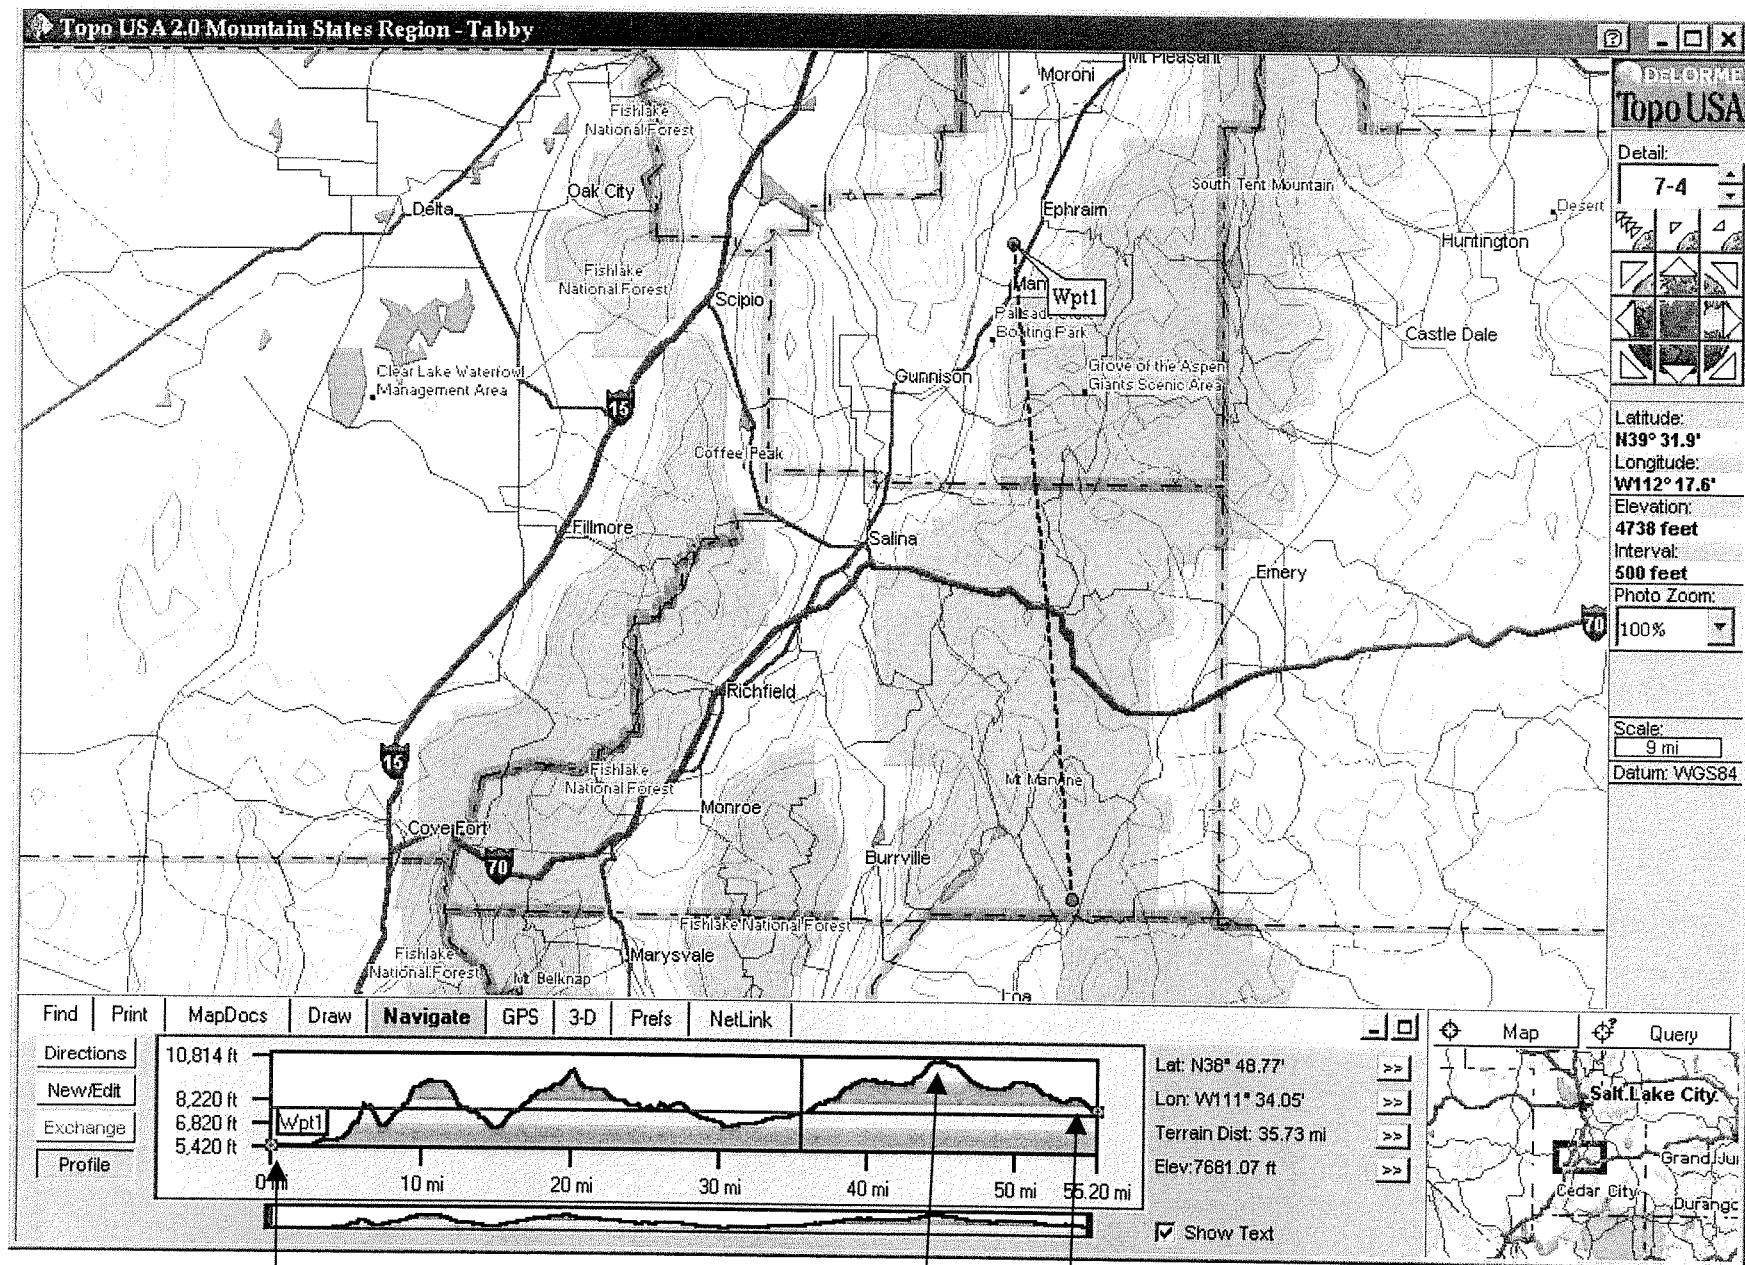 Topo USA 2.0 Mountain States Region - Tabby
Mt Pleasant
Moroni
Fishlake
National Forest
Oak City
Delta
South Tent Mountain
Ephraim
Desert
Huntington
Fishlake
National Forest
Scipio
Wpt1
Boating Park
Castle Dale
Clear Lake Waterfowl
Management Area
Gunnison
Grove of the Aspen
Giants Scenic Area
15
Coffee Peak
Fillmore
Salina
Emery
70
Richfield
15
Fishlake
National Forest
Mt Marvine
Monroe
Cove Fort
70
Burrville
Fishlake National Forest
Marysvale
Fishlake
National Forest
Mt Belknap
Loa
DELORME
Topo USA
Detail:
7-4
Latitude:
N39° 31.9'
Longitude:
W112° 17.6'
Elevation:
4738 feet
Interval:
500 feet
Photo Zoom:
100%
Scale:
9 mi
Datum: WGS84
Find Print MapDocs Draw Navigate GPS 3-D Prefs NetLink
Directions
New/Edit
Exchange
Profile
10,814 ft
8,220 ft
6,820 ft
5,420 ft
Wpt1
0 mi 10 mi 20 mi 30 mi 40 mi 50 mi 55.20 mi
Lat: N38° 48.77' >>
Lon: W111° 34.05' >>
Terrain Dist: 35.73 mi >>
Elev:7681.07 ft >>
Show Text
Map Query
Salt Lake City
Grand Ju
Cedar City
Durango